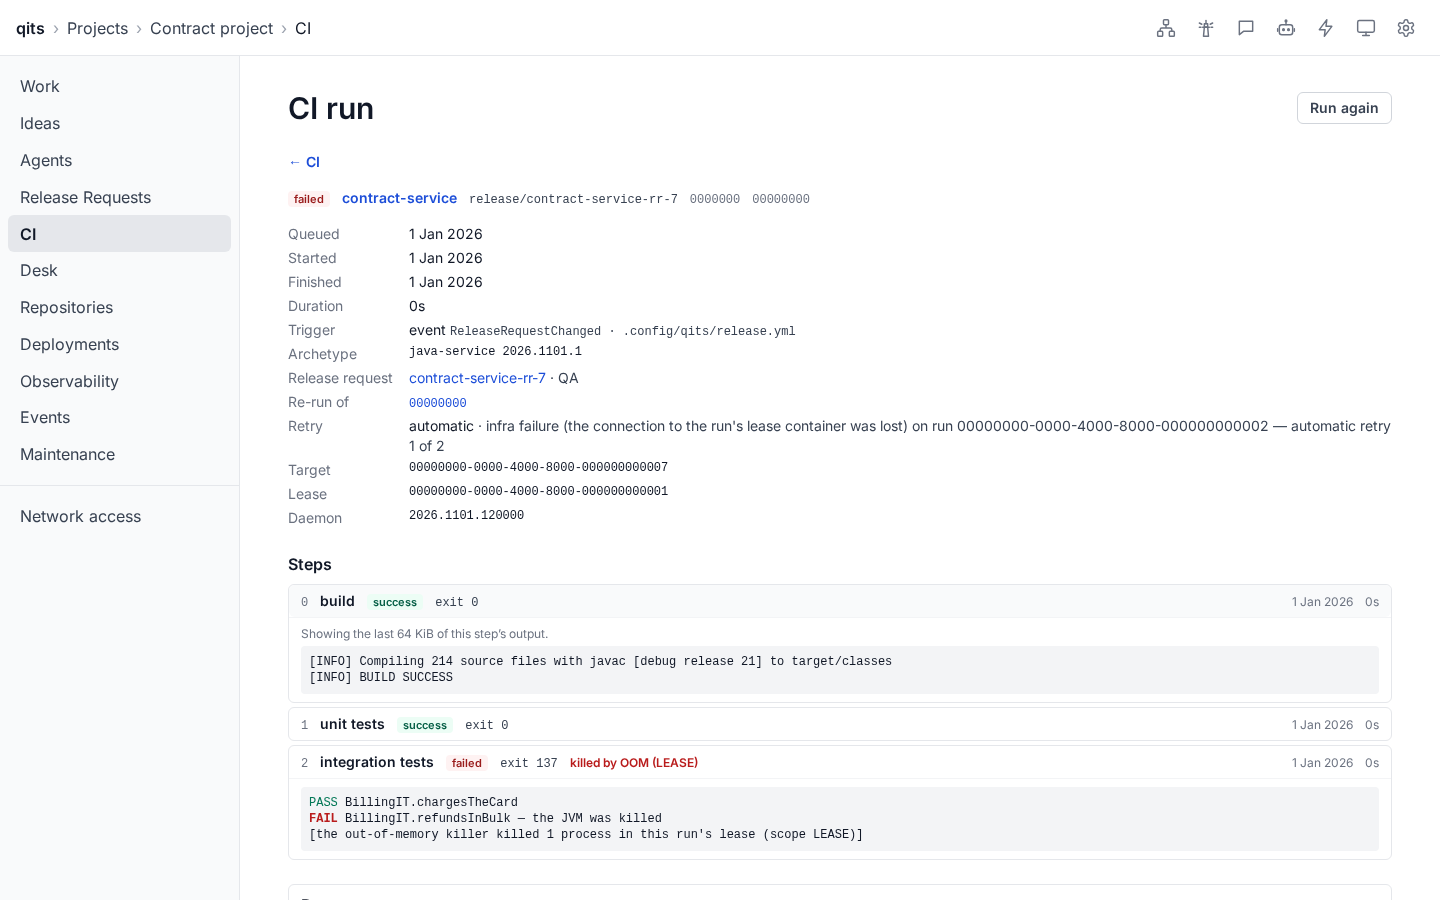 qits › Projects › Contract project › CI
Work
Ideas
Agents
Release Requests
CI
Desk
Repositories
Deployments
Observability
Events
Maintenance
Network access
CI run
Run again
← CI
failed contract-service release/contract-service-rr-7 0000000 00000000
Queued 1 Jan 2026
Started 1 Jan 2026
Finished 1 Jan 2026
Duration 0s
Trigger event ReleaseRequestChanged · .config/qits/release.yml
Archetype java-service 2026.1101.1
Release request contract-service-rr-7 · QA
Re-run of 00000000
Retry automatic · infra failure (the connection to the run's lease container was lost) on run 00000000-0000-4000-8000-000000000002 — automatic retry
1 of 2
Target 00000000-0000-4000-8000-000000000007
Lease 00000000-0000-4000-8000-000000000001
Daemon 2026.1101.120000
Steps
0 build success exit 0 1 Jan 2026 0s
Showing the last 64 KiB of this step’s output.
[INFO] Compiling 214 source files with javac [debug release 21] to target/classes
[INFO] BUILD SUCCESS
1 unit tests success exit 0 1 Jan 2026 0s
2 integration tests failed exit 137 killed by OOM (LEASE) 1 Jan 2026 0s
PASS BillingIT.chargesTheCard
FAIL BillingIT.refundsInBulk — the JVM was killed
[the out-of-memory killer killed 1 process in this run's lease (scope LEASE)]